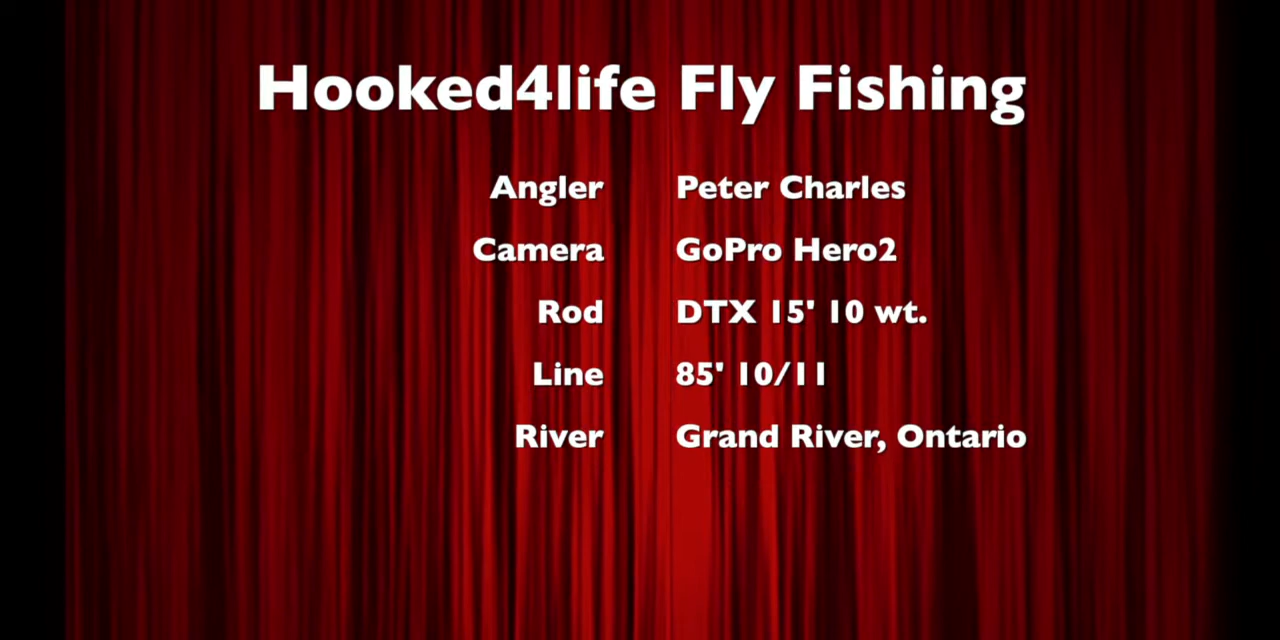 Hooked4life Fly Fishing
Angler Peter Charles
Camera GoPro Hero2
Rod DTX 15' 10 wt.
Line 85' 10/11
River Grand River, Ontario